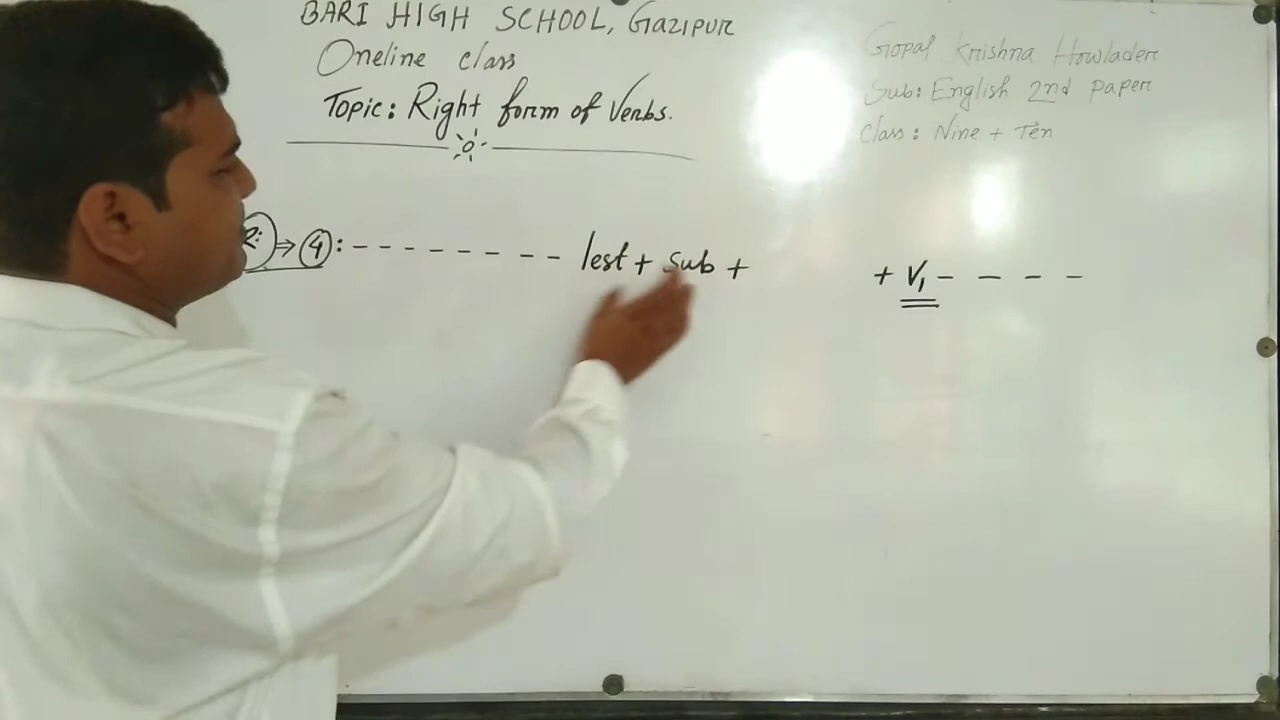 BARI HIGH SCHOOL, GAZIPUR
Oneline class
Topic: Right form of Verbs.
Gopal Krishna Howlader
Sub: English 2nd paper
Class: Nine + Ten
⇒ 4: - - - - - - - - lest + sub + + V₁ - - - -